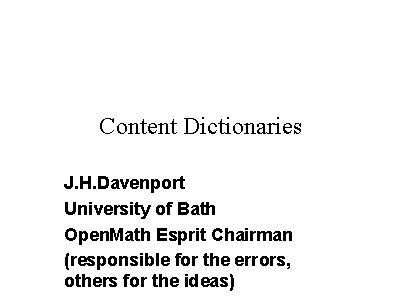 Content Dictionaries
J.H.Davenport
University of Bath
OpenMath Esprit Chairman
(responsible for the errors,
others for the ideas)